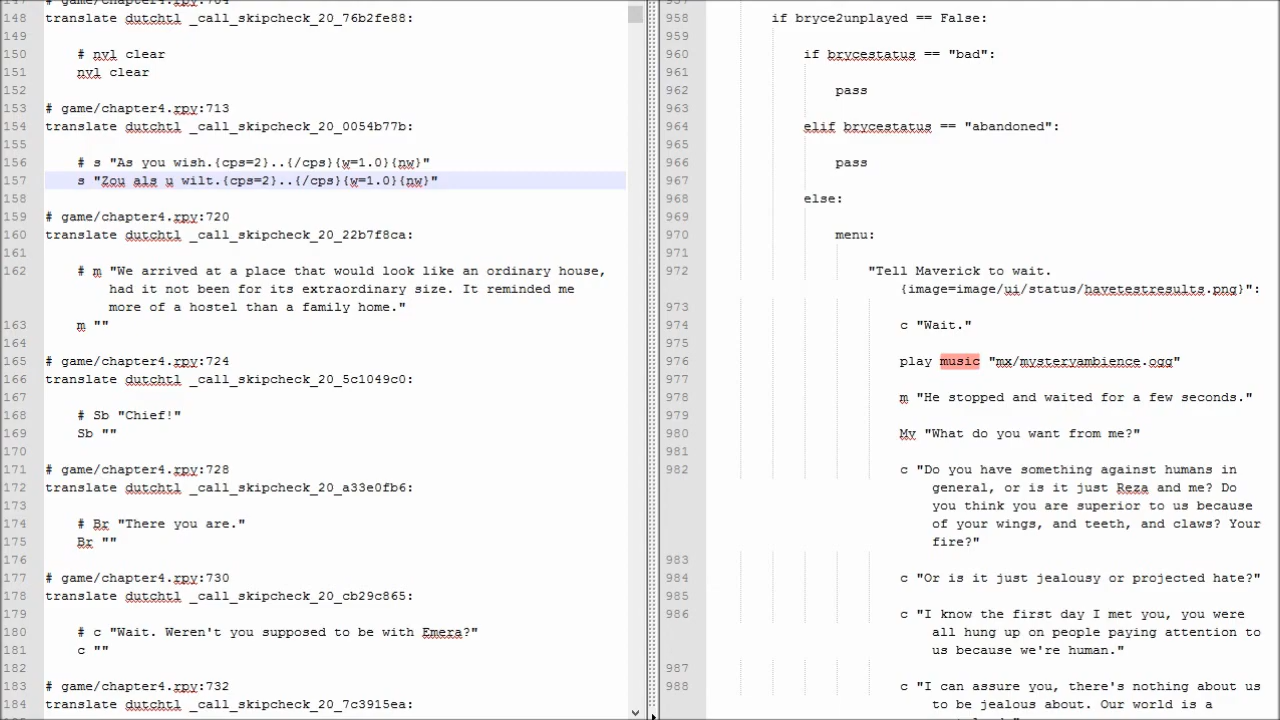 147 # game/chapter4.rpy:704
148 translate dutchtl _call_skipcheck_20_76b2fe88:
149
150 # nvl clear
151 nvl clear
152
153 # game/chapter4.rpy:713
154 translate dutchtl _call_skipcheck_20_0054b77b:
155
156 # s "As you wish.{cps=2}..{/cps}{w=1.0}{nw}"
157 s "Zou als u wilt.{cps=2}..{/cps}{w=1.0}{nw}"
158
159 # game/chapter4.rpy:720
160 translate dutchtl _call_skipcheck_20_22b7f8ca:
161
162 # m "We arrived at a place that would look like an ordinary house,
had it not been for its extraordinary size. It reminded me
more of a hostel than a family home."
163 m ""
164
165 # game/chapter4.rpy:724
166 translate dutchtl _call_skipcheck_20_5c1049c0:
167
168 # Sb "Chief!"
169 Sb ""
170
171 # game/chapter4.rpy:728
172 translate dutchtl _call_skipcheck_20_a33e0fb6:
173
174 # Br "There you are."
175 Br ""
176
177 # game/chapter4.rpy:730
178 translate dutchtl _call_skipcheck_20_cb29c865:
179
180 # c "Wait. Weren't you supposed to be with Emera?"
181 c ""
182
183 # game/chapter4.rpy:732
184 translate dutchtl _call_skipcheck_20_7c3915ea:
958 if bryce2unplayed == False:
959
960 if brycestatus == "bad":
961
962 pass
963
964 elif brycestatus == "abandoned":
965
966 pass
967
968 else:
969
970 menu:
971
972 "Tell Maverick to wait.
{image=image/ui/status/havetestresults.png}":
973
974 c "Wait."
975
976 play music "mx/mysteryambience.ogg"
977
978 m "He stopped and waited for a few seconds."
979
980 Mv "What do you want from me?"
981
982 c "Do you have something against humans in
general, or is it just Reza and me? Do
you think you are superior to us because
of your wings, and teeth, and claws? Your
fire?"
983
984 c "Or is it just jealousy or projected hate?"
985
986 c "I know the first day I met you, you were
all hung up on people paying attention to
us because we're human."
987
988 c "I can assure you, there's nothing about us
to be jealous about. Our world is a